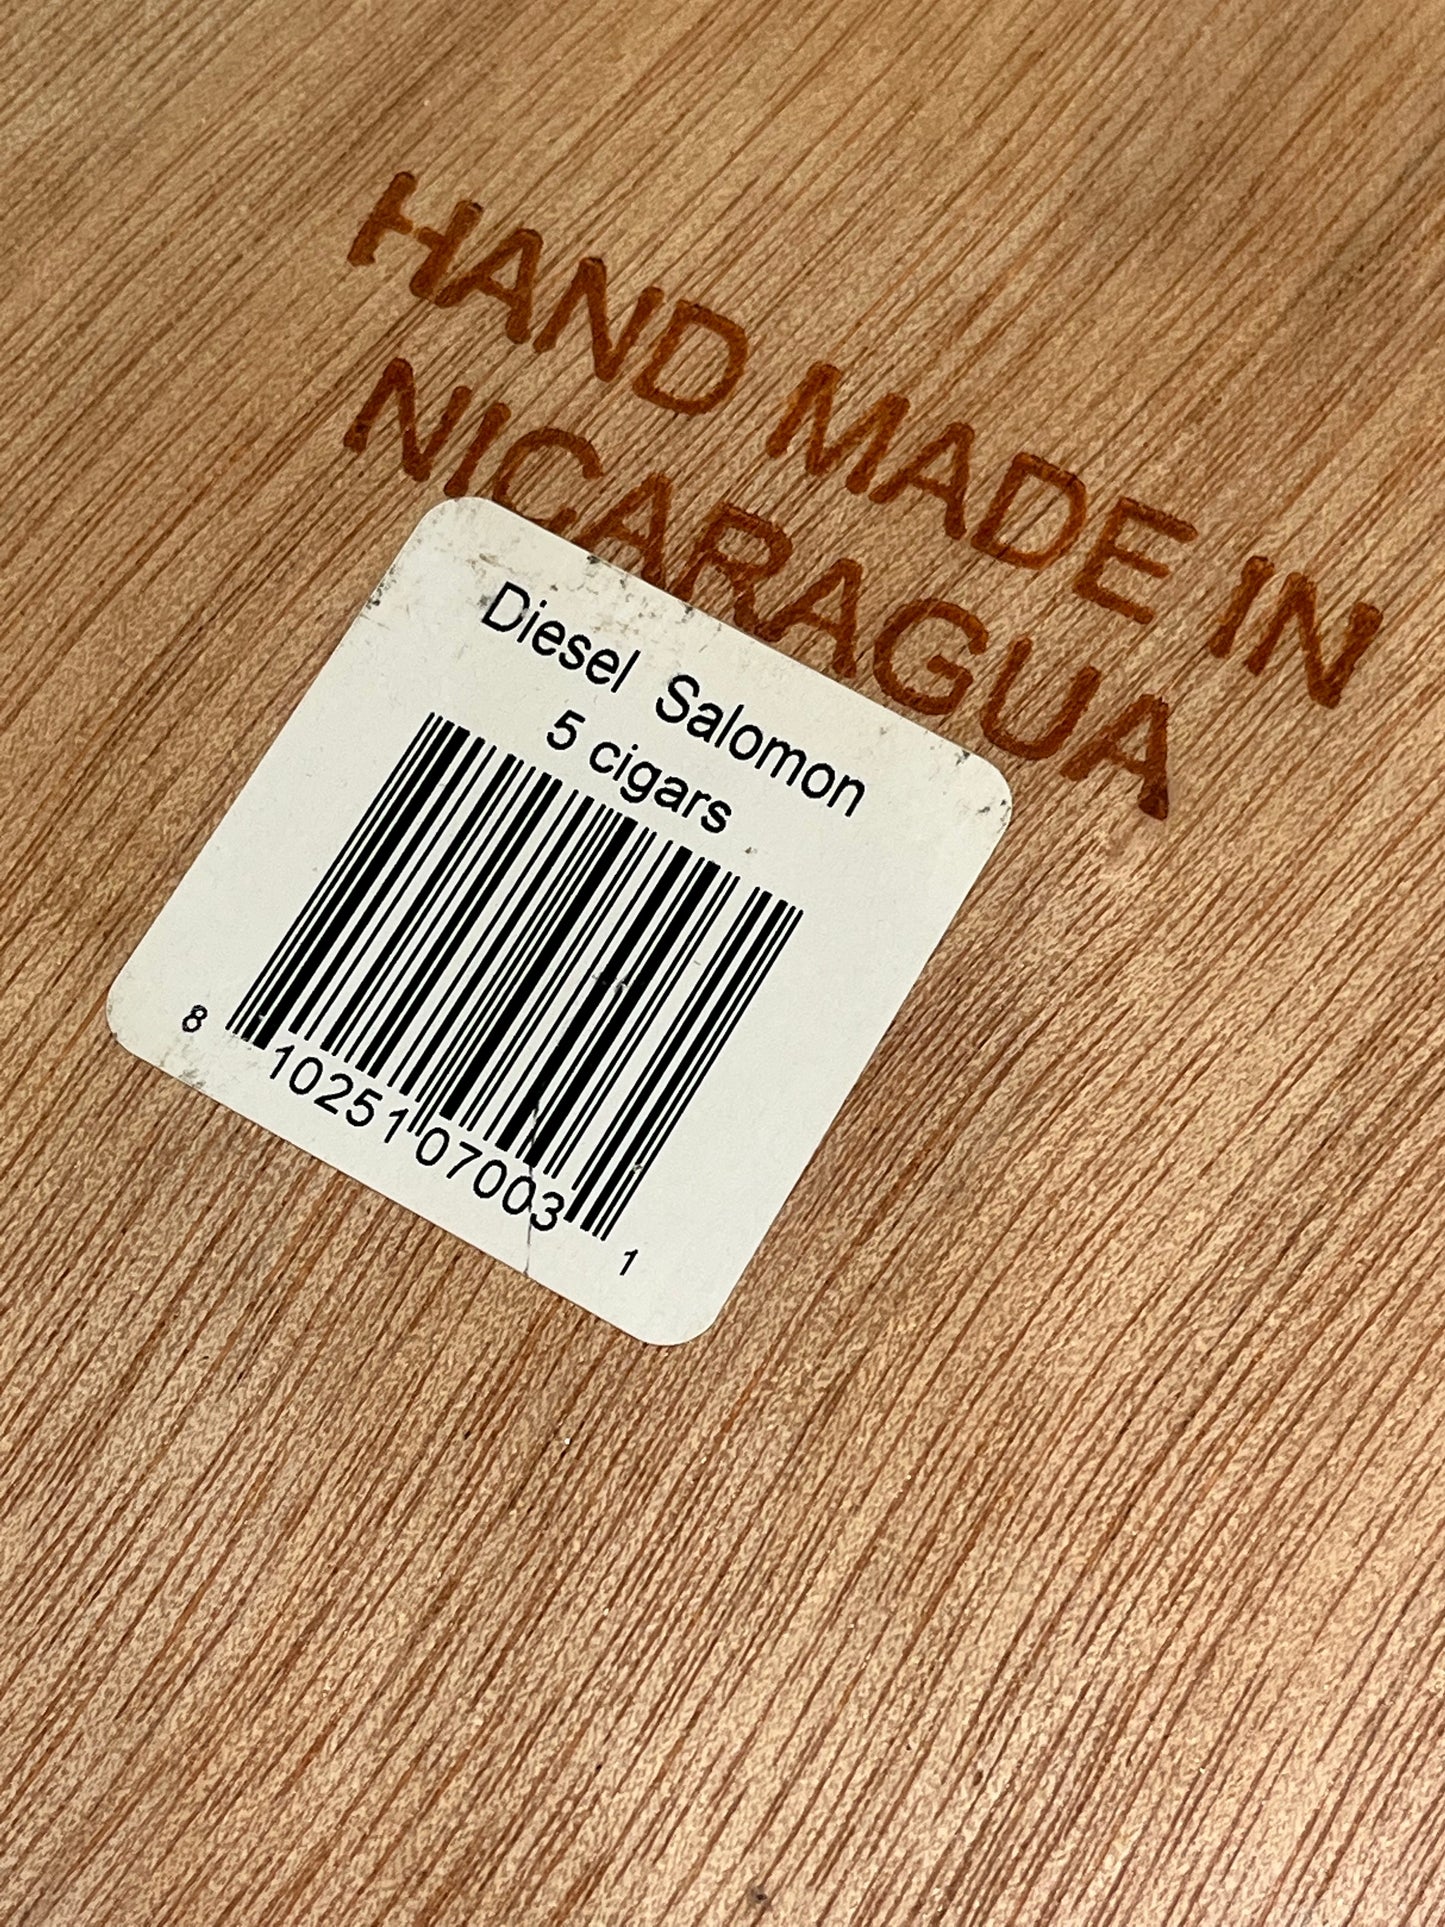 HAND MADE IN
NICARAGUA
Diesel Salomon
5 cigars
8 10251 07003 1